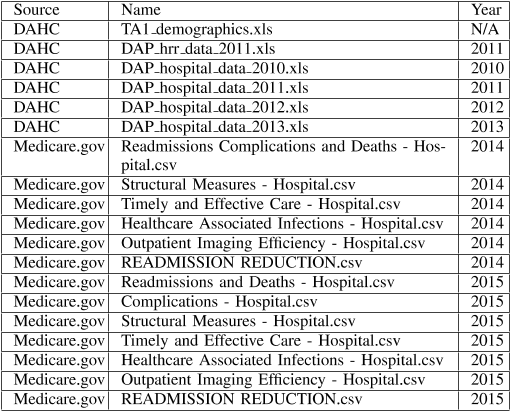 Source Name Year
DAHC TA1_demographics.xls N/A
DAHC DAP_hrr_data_2011.xls 2011
DAHC DAP_hospital_data_2010.xls 2010
DAHC DAP_hospital_data_2011.xls 2011
DAHC DAP_hospital_data_2012.xls 2012
DAHC DAP_hospital_data_2013.xls 2013
Medicare.gov Readmissions Complications and Deaths - Hos- 2014
pital.csv
Medicare.gov Structural Measures - Hospital.csv 2014
Medicare.gov Timely and Effective Care - Hospital.csv 2014
Medicare.gov Healthcare Associated Infections - Hospital.csv 2014
Medicare.gov Outpatient Imaging Efficiency - Hospital.csv 2014
Medicare.gov READMISSION REDUCTION.csv 2014
Medicare.gov Readmissions and Deaths - Hospital.csv 2015
Medicare.gov Complications - Hospital.csv 2015
Medicare.gov Structural Measures - Hospital.csv 2015
Medicare.gov Timely and Effective Care - Hospital.csv 2015
Medicare.gov Healthcare Associated Infections - Hospital.csv 2015
Medicare.gov Outpatient Imaging Efficiency - Hospital.csv 2015
Medicare.gov READMISSION REDUCTION.csv 2015